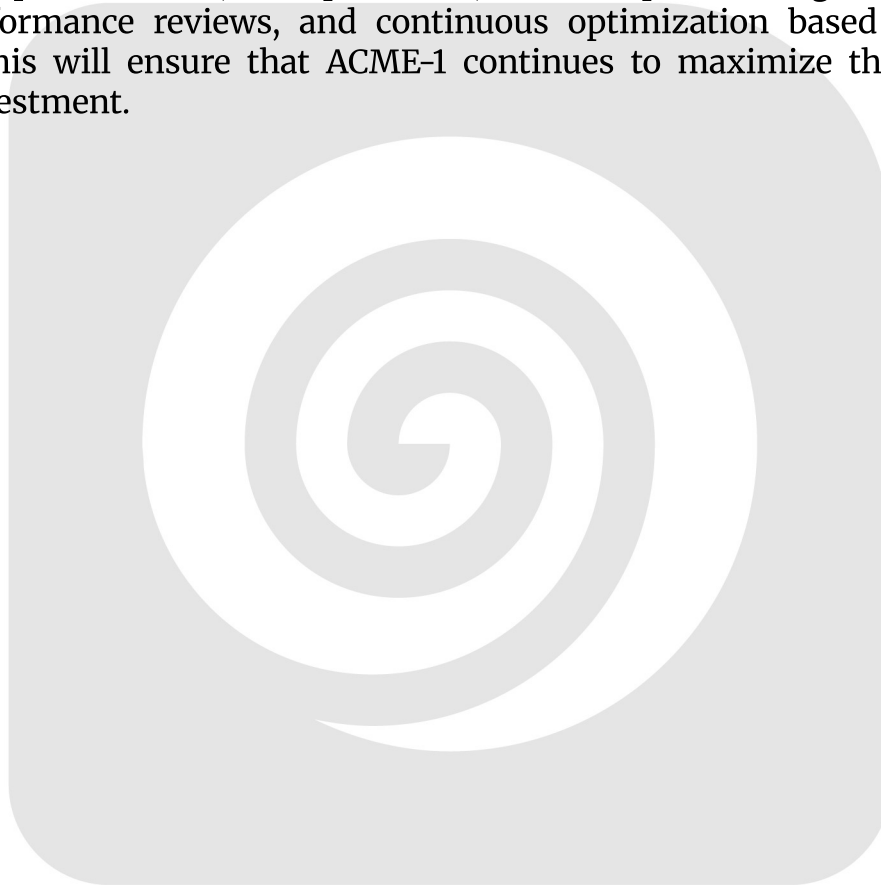 ormance reviews, and continuous optimization based
his will ensure that ACME-1 continues to maximize th
estment.